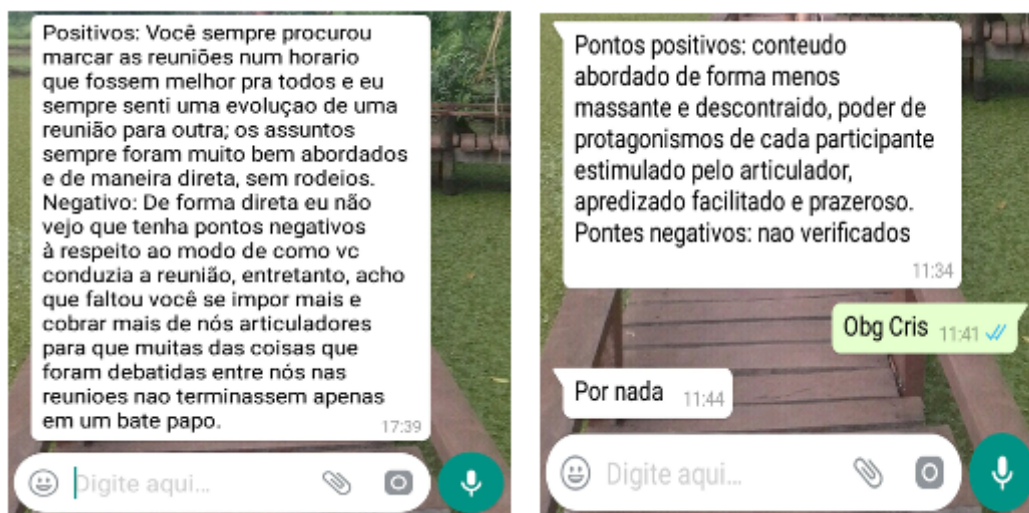 Positivos: Você sempre procurou
marcar as reuniões num horario
que fossem melhor pra todos e eu
sempre senti uma evoluçao de uma
reunião para outra; os assuntos
sempre foram muito bem abordados
e de maneira direta, sem rodeios.
Negativo: De forma direta eu não
vejo que tenha pontos negativos
à respeito ao modo de como vc
conduzia a reunião, entretanto, acho
que faltou você se impor mais e
cobrar mais de nós articuladores
para que muitas das coisas que
foram debatidas entre nós nas
reunioes nao terminassem apenas
em um bate papo.
17:39
Digite aqui...
Pontos positivos: conteudo
abordado de forma menos
massante e descontraido, poder de
protagonismos de cada participante
estimulado pelo articulador,
apredizado facilitado e prazeroso.
Pontes negativos: nao verificados
11:34
Obg Cris 11:41
Por nada 11:44
Digite aqui...